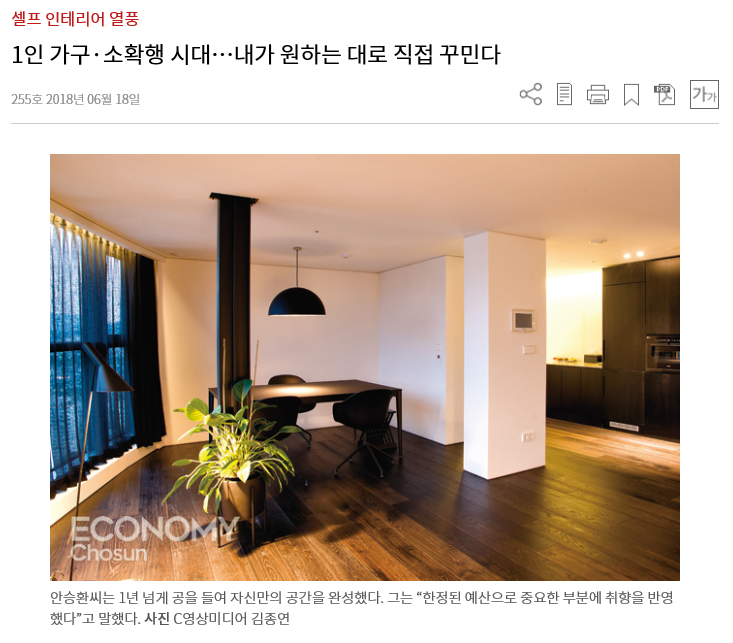 셀프 인테리어 열풍
1인 가구·소확행 시대…내가 원하는 대로 직접 꾸민다
255호 2018년 06월 18일
PDF
가가
ECONOMY
Chosun
안승환씨는 1년 넘게 공을 들여 자신만의 공간을 완성했다. 그는 “한정된 예산으로 중요한 부분에 취향을 반영
했다”고 말했다. 사진 C영상미디어 김종연